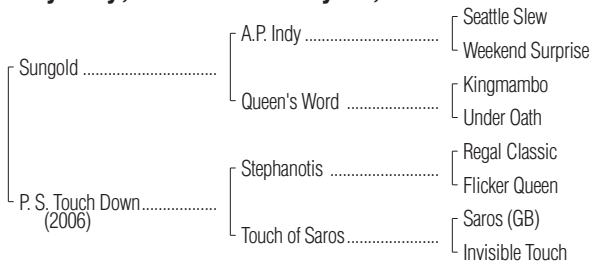 Seattle Slew
A.P. Indy ................................
Weekend Surprise
Sungold ................................
Kingmambo
Queen's Word ......................
Under Oath
Regal Classic
Stephanotis ..........................
Flicker Queen
P. S. Touch Down..................
(2006)
Saros (GB)
Touch of Saros......................
Invisible Touch